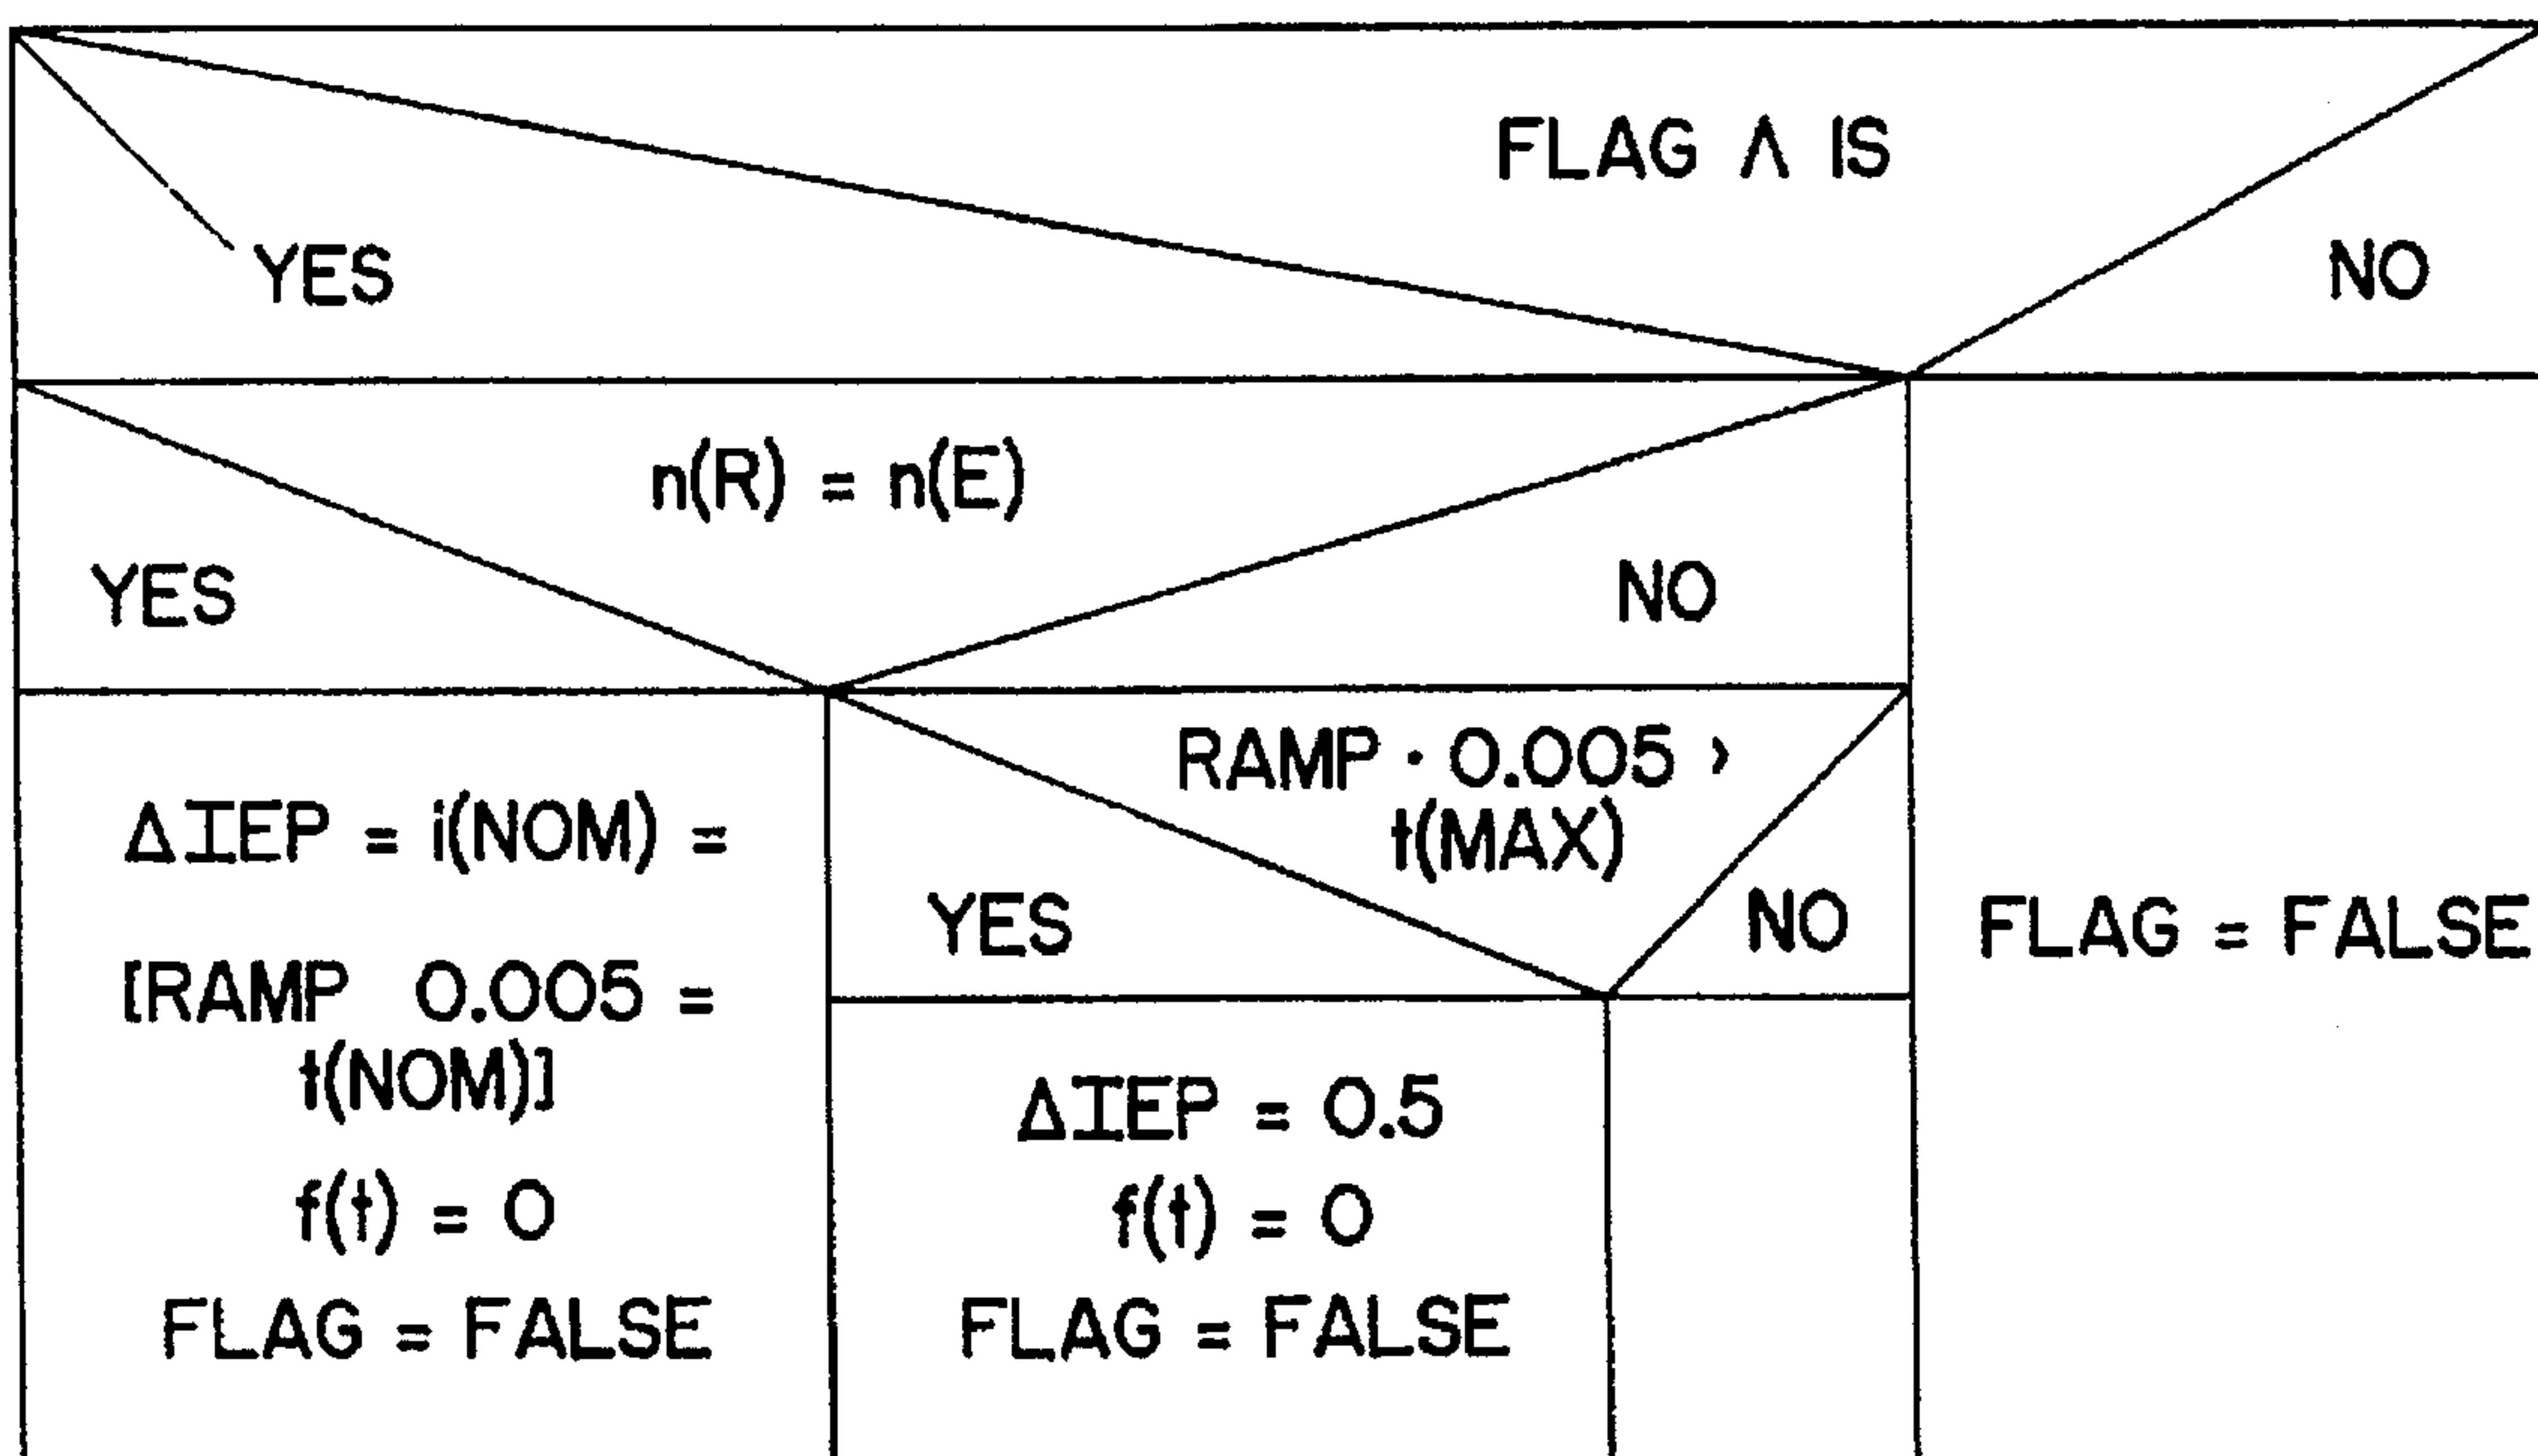 FLAG Λ IS
YES
NO
n(R) = n(E)
YES
NO
RAMP · 0.005 >
t(MAX)
YES
NO
ΔIEP = i(NOM) =
[RAMP 0.005 =
t(NOM)]
f(t) = 0
FLAG = FALSE
ΔIEP = 0.5
f(t) = 0
FLAG = FALSE
FLAG = FALSE